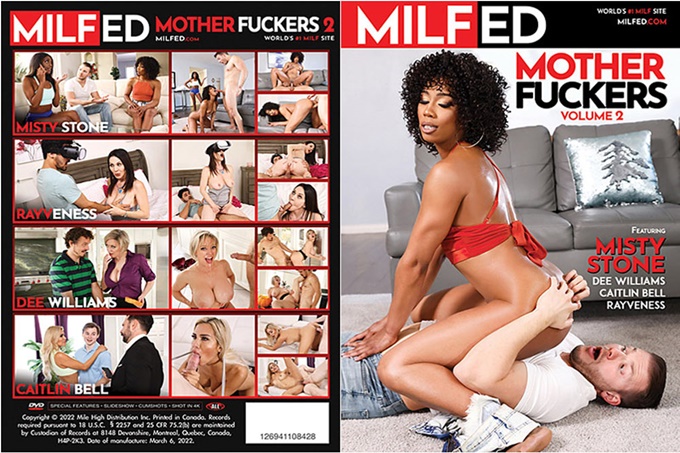 MILFED
MOTHER FUCKERS 2
MILFED.COM
WORLD'S #1 MILF SITE
MISTY STONE
RAYVENESS
DEE WILLIAMS
CAITLIN BELL
DVD
SPECIAL FEATURES • SLIDESHOW • CUMSHOTS • SHOT IN 4K
ALL
Copyright © 2022 Mile High Distribution Inc. Printed in Canada. Records
required pursuant to 18 U.S.C. § 2257 and 25 CFR 75.2(b) are maintained
by Custodian of Records at 8148 Devonshire, Montreal, Quebec, Canada,
H4P-2K3. Date of manufacture: March 6, 2022.
126941108428
MILFED
WORLD'S #1 MILF SITE
MILFED.COM
MOTHER
FUCKERS
VOLUME 2
FEATURING
MISTY
STONE
DEE WILLIAMS
CAITLIN BELL
RAYVENESS